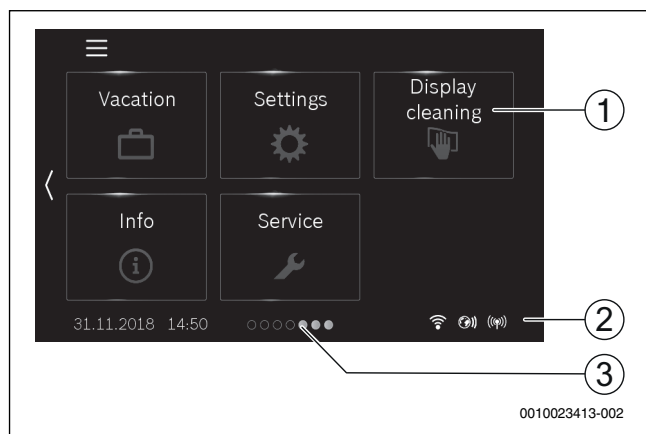 Vacation
Settings
Display
cleaning
1
Info
Service
31.11.2018 14:50
2
3
0010023413-002